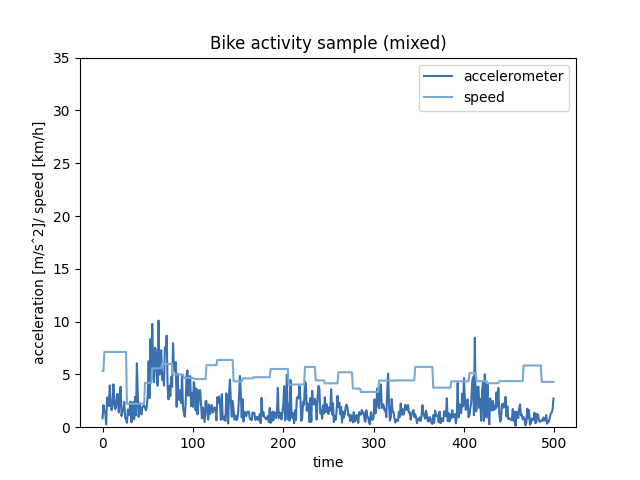 Bike activity sample (mixed)
accelerometer
speed
35
30
25
20
15
10
5
0
acceleration [m/sˆ2]/ speed [km/h]
0 100 200 300 400 500
time